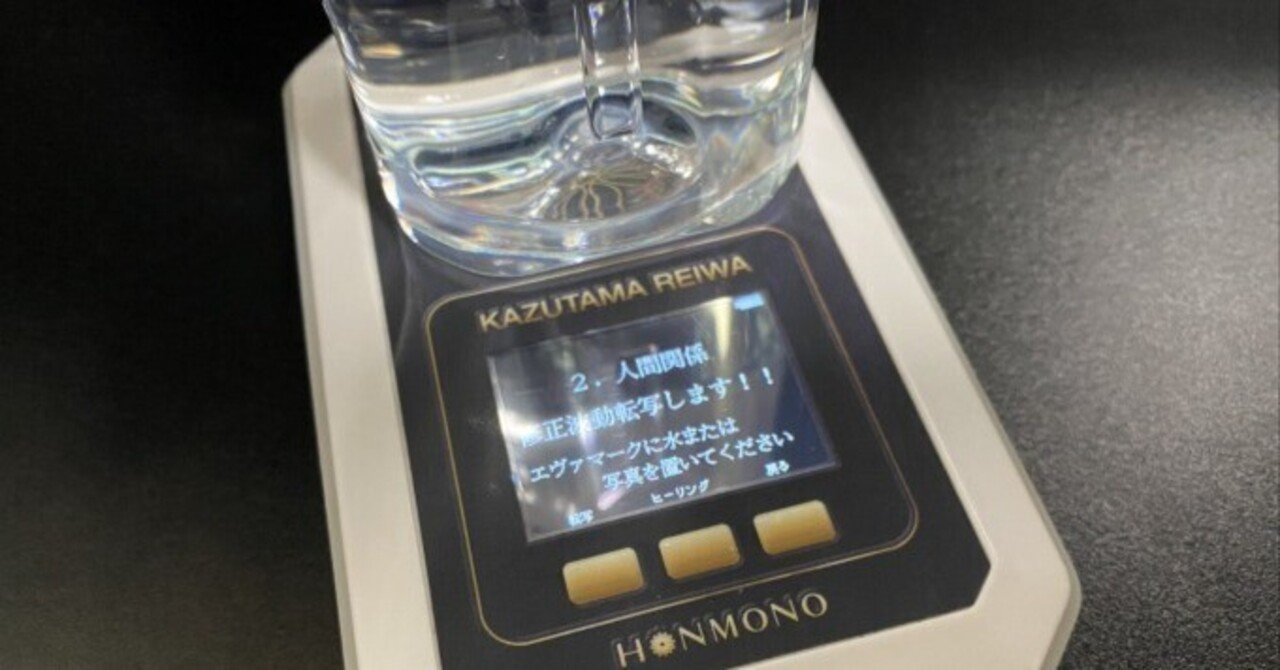 KAZUTAMA REIWA
2．人間関係
修正波動転写します！！
エヴァマークに水または
写真を置いてください
転写 ヒーリング 戻る
HONMONO